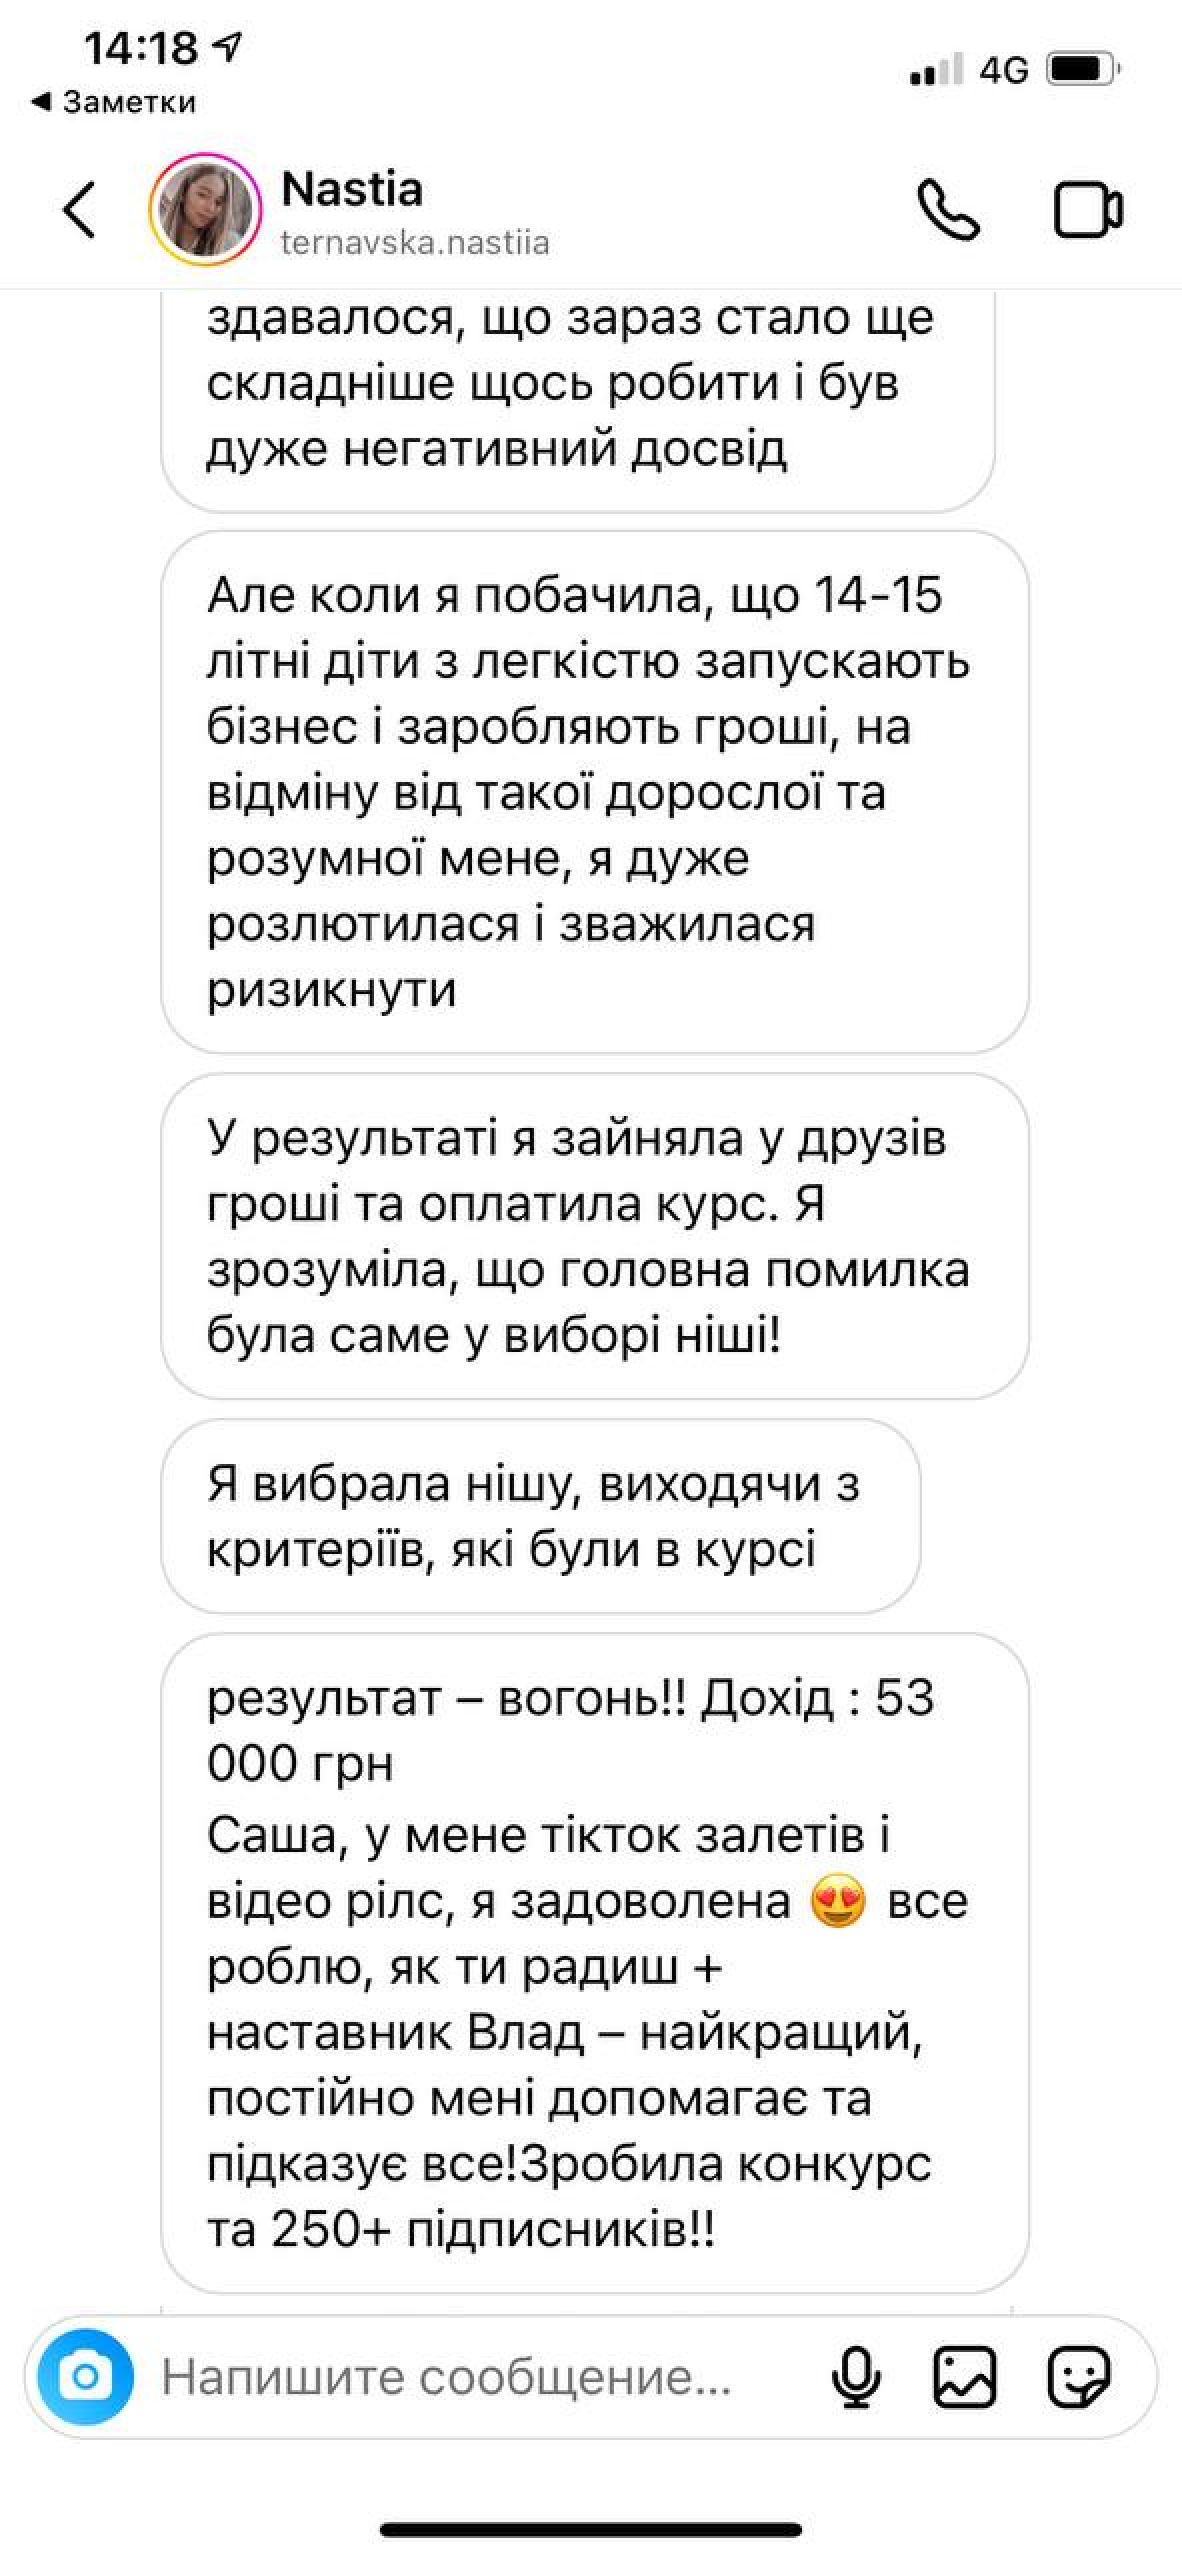 14:18
Заметки
4G
Nastia
ternavska.nastiia
здавалося, що зараз стало ще
складніше щось робити і був
дуже негативний досвід
Але коли я побачила, що 14-15
літні діти з легкістю запускають
бізнес і заробляють гроші, на
відміну від такої дорослої та
розумної мене, я дуже
розлютилася і зважилася
ризикнути
У результаті я зайняла у друзів
гроші та оплатила курс. Я
зрозуміла, що головна помилка
була саме у виборі ніші!
Я вибрала нішу, виходячи з
критеріїв, які були в курсі
результат – вогонь!! Дохід : 53
000 грн
Саша, у мене тікток залетів і
відео рілс, я задоволена 😍 все
роблю, як ти радиш +
наставник Влад – найкращий,
постійно мені допомагає та
підказує все!Зробила конкурс
та 250+ підписників!!
Напишите сообщение...